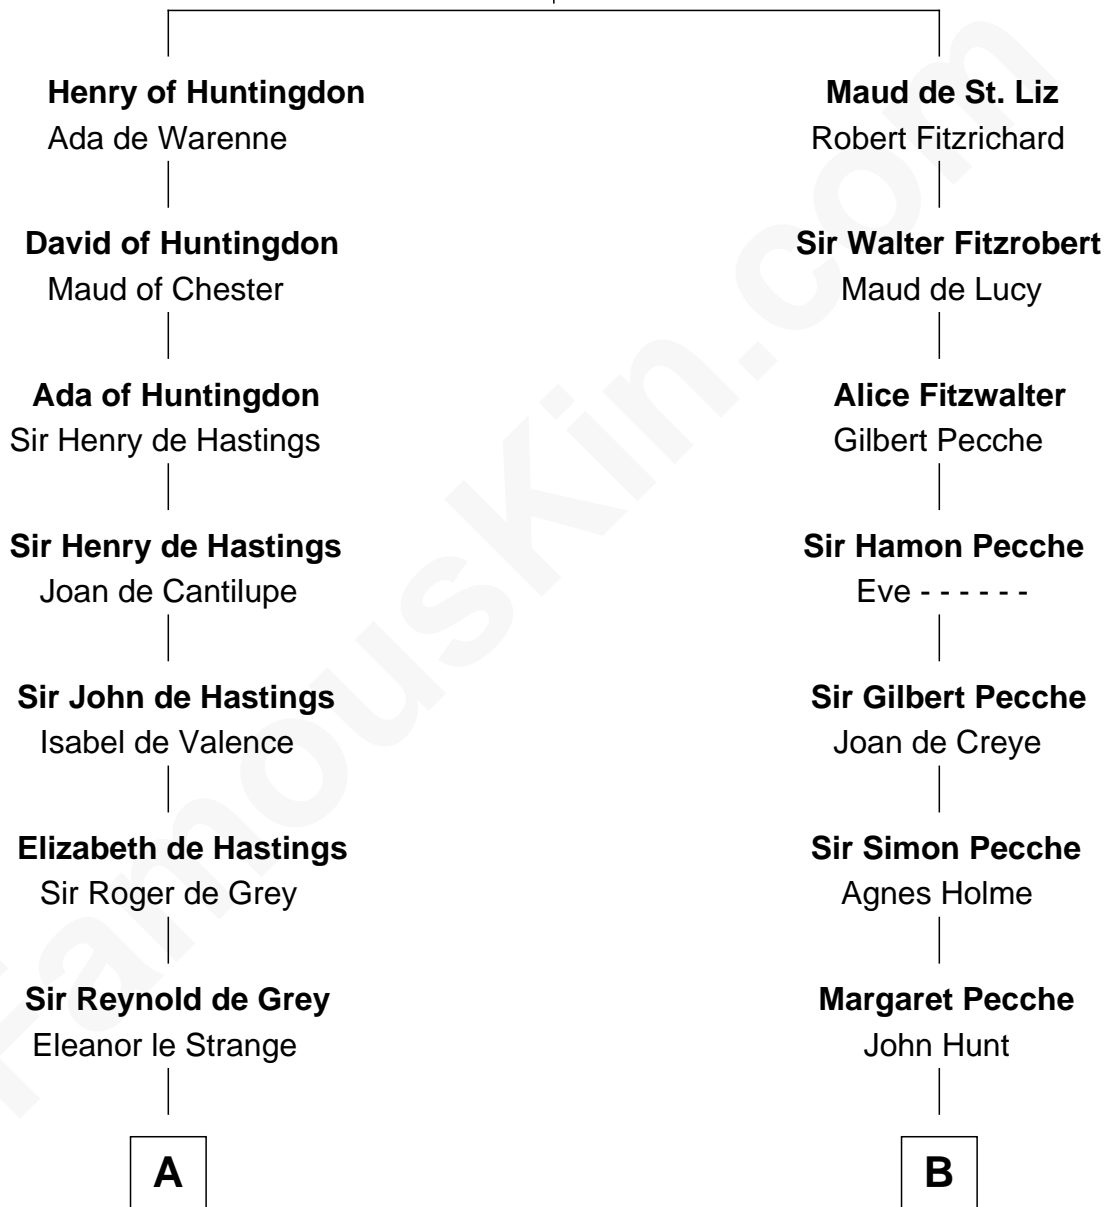 Henry of Huntingdon
Ada de Warenne
David of Huntingdon
Maud of Chester
Ada of Huntingdon
Sir Henry de Hastings
Sir Henry de Hastings
Joan de Cantilupe
Sir John de Hastings
Isabel de Valence
Elizabeth de Hastings
Sir Roger de Grey
Sir Reynold de Grey
Eleanor le Strange
A
Maud de St. Liz
Robert Fitzrichard
Sir Walter Fitzrobert
Maud de Lucy
Alice Fitzwalter
Gilbert Pecche
Sir Hamon Pecche
Eve - - - - - -
Sir Gilbert Pecche
Joan de Creye
Sir Simon Pecche
Agnes Holme
Margaret Pecche
John Hunt
B
FamousKin.com